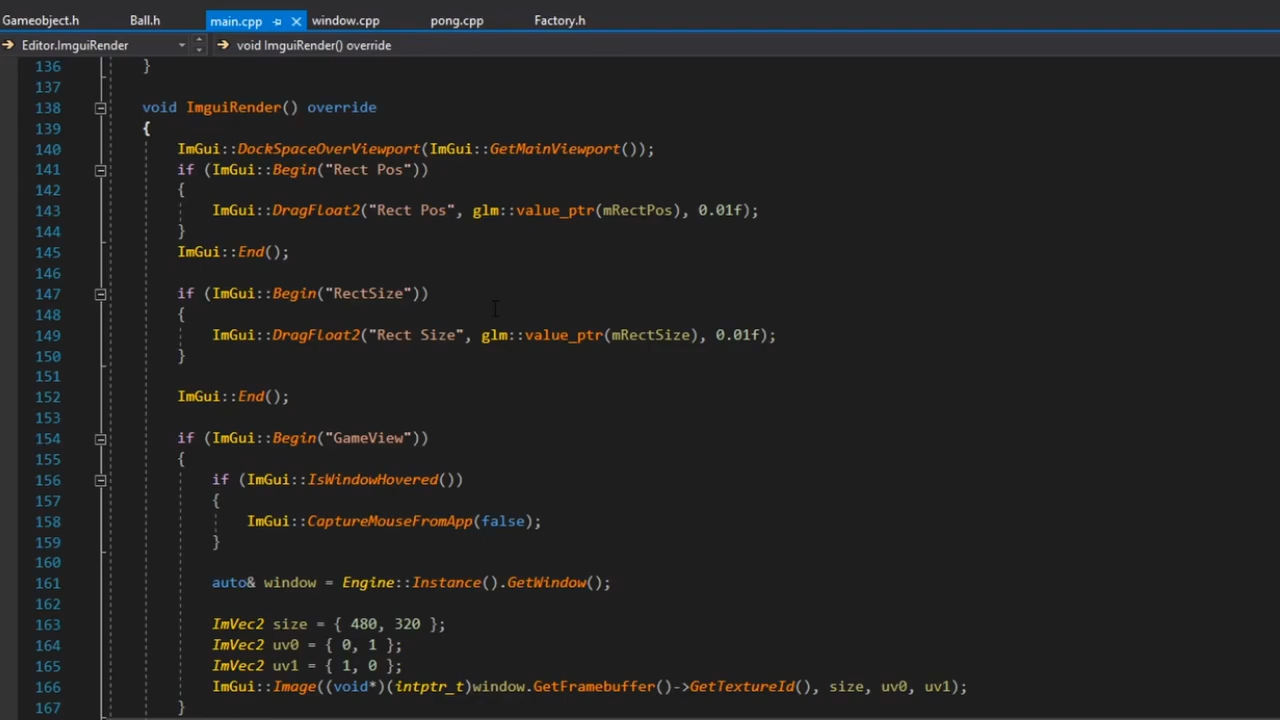 Gameobject.h Ball.h main.cpp window.cpp pong.cpp Factory.h
Editor.ImguiRender void ImguiRender() override
136 }
137
138 void ImguiRender() override
139 {
140 ImGui::DockSpaceOverViewport(ImGui::GetMainViewport());
141 if (ImGui::Begin("Rect Pos"))
142 {
143 ImGui::DragFloat2("Rect Pos", glm::value_ptr(mRectPos), 0.01f);
144 }
145 ImGui::End();
146
147 if (ImGui::Begin("RectSize"))
148 {
149 ImGui::DragFloat2("Rect Size", glm::value_ptr(mRectSize), 0.01f);
150 }
151
152 ImGui::End();
153
154 if (ImGui::Begin("GameView"))
155 {
156 if (ImGui::IsWindowHovered())
157 {
158 ImGui::CaptureMouseFromApp(false);
159 }
160
161 auto& window = Engine::Instance().GetWindow();
162
163 ImVec2 size = { 480, 320 };
164 ImVec2 uv0 = { 0, 1 };
165 ImVec2 uv1 = { 1, 0 };
166 ImGui::Image((void*)(intptr_t)window.GetFramebuffer()->GetTextureId(), size, uv0, uv1);
167 }